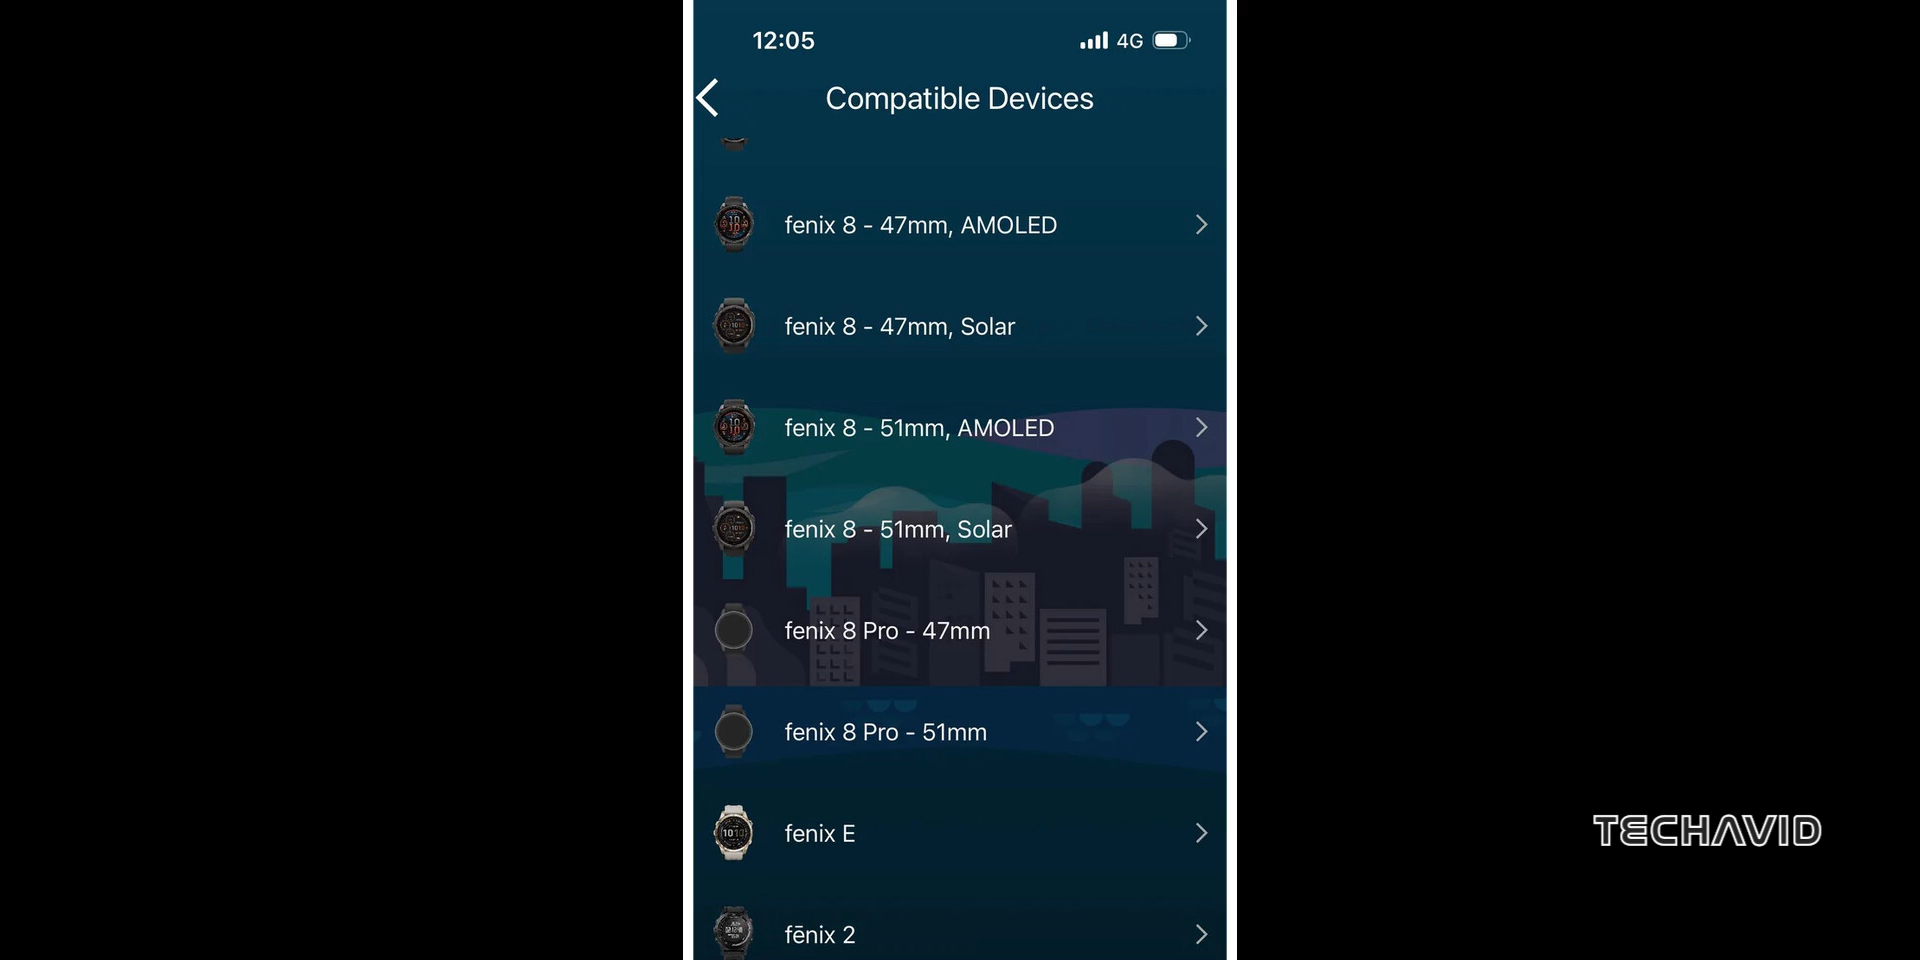 12:05 4G
Compatible Devices
fenix 8 - 47mm, AMOLED
fenix 8 - 47mm, Solar
fenix 8 - 51mm, AMOLED
fenix 8 - 51mm, Solar
fenix 8 Pro - 47mm
fenix 8 Pro - 51mm
fenix E
fēnix 2
TECHAVID